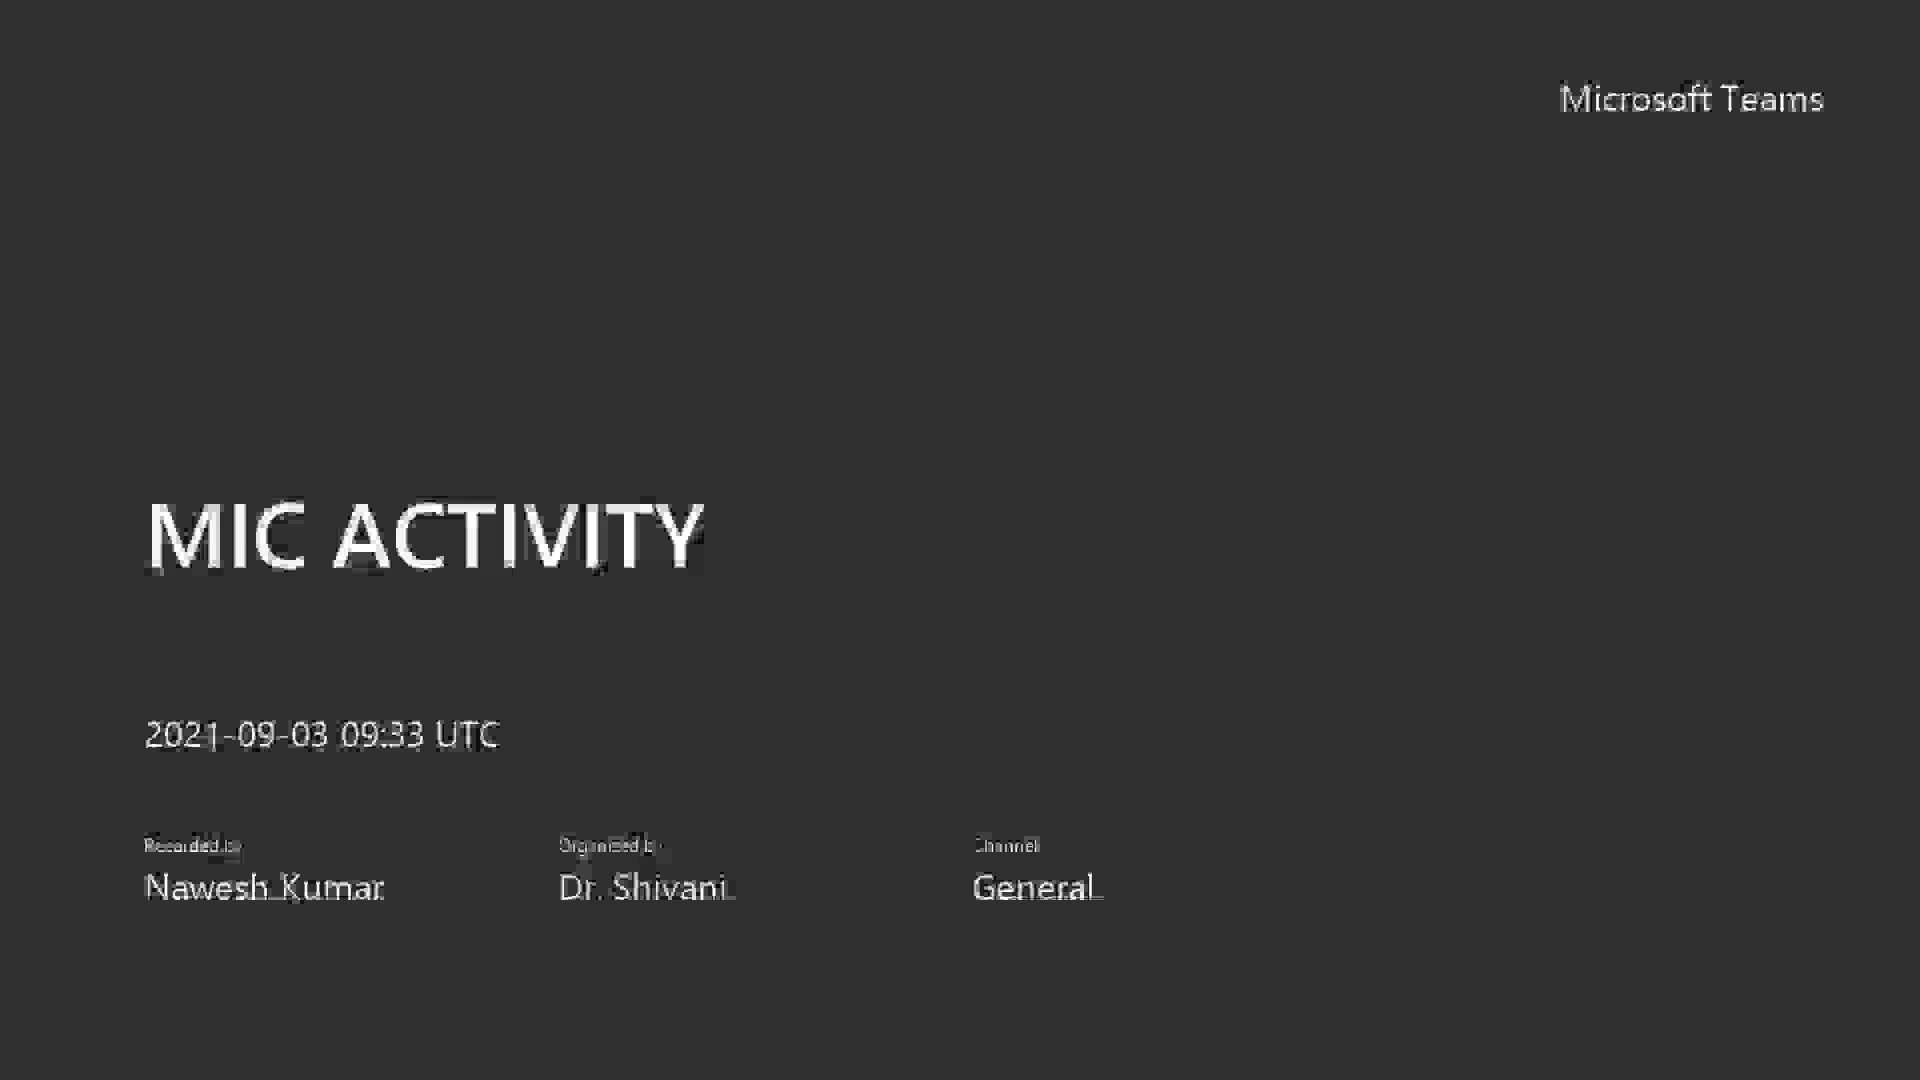 Microsoft Teams
MIC ACTIVITY
2021-09-03 09:33 UTC
Recorded by
Organized by
Channel
Nawesh Kumar
Dr. Shivani
General